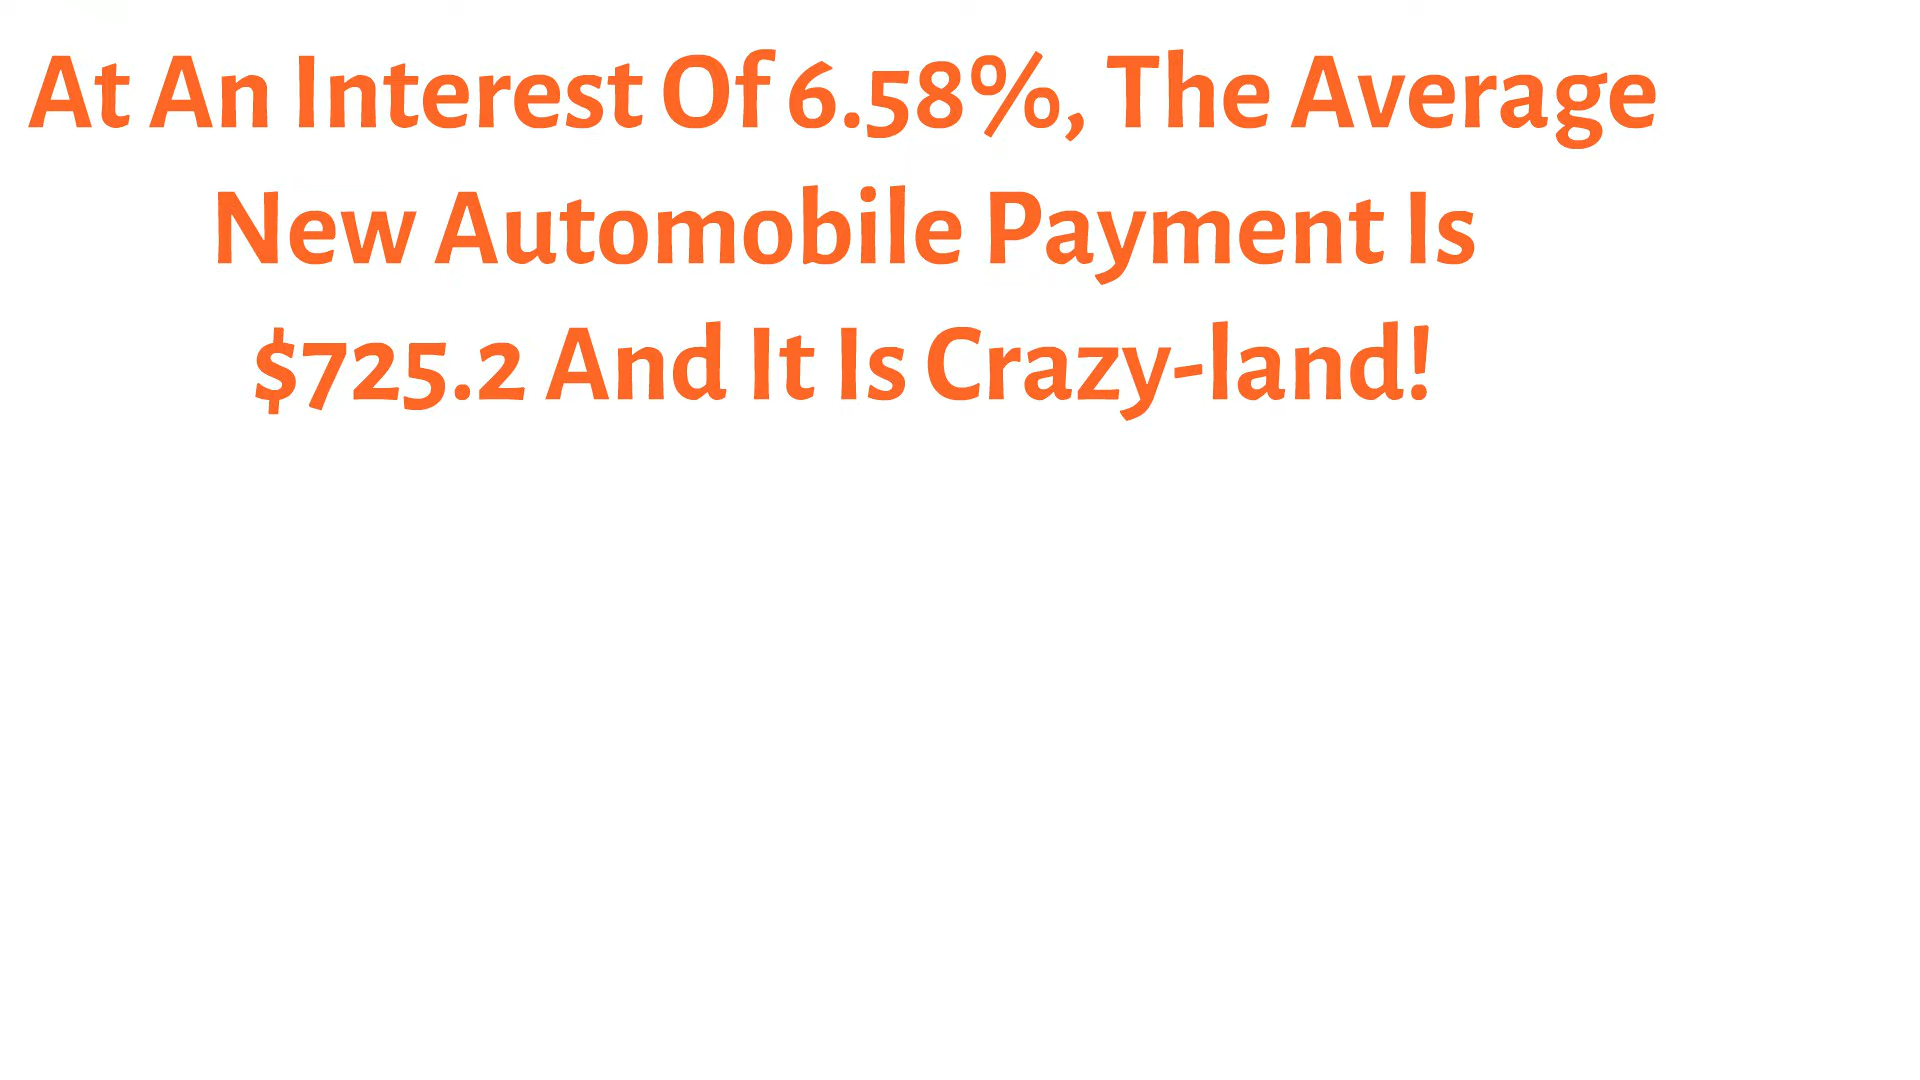 At An Interest Of 6.58%, The Average
New Automobile Payment Is
$725.2 And It Is Crazy-land!